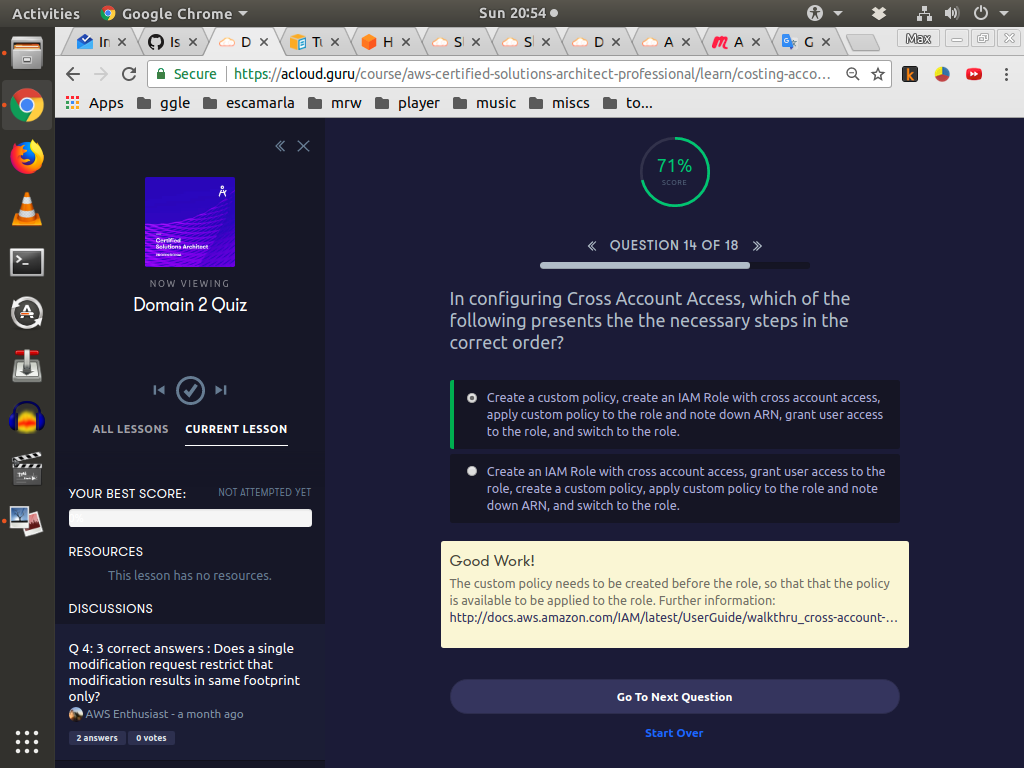 Activities
Google Chrome
Sun 20:54
In
Is
D
Tu
H
Sl
Sl
D
A
A
G
Max
Secure
https://acloud.guru/course/aws-certified-solutions-architect-professional/learn/costing-acco...
Apps
ggle
escamarla
mrw
player
music
miscs
to...
Certified
Solutions Architect
NOW VIEWING
Domain 2 Quiz
ALL LESSONS
CURRENT LESSON
YOUR BEST SCORE:
NOT ATTEMPTED YET
RESOURCES
This lesson has no resources.
DISCUSSIONS
Q 4: 3 correct answers : Does a single
modification request restrict that
modification results in same footprint
only?
AWS Enthusiast - a month ago
2 answers
0 votes
71%
SCORE
QUESTION 14 OF 18
In configuring Cross Account Access, which of the
following presents the the necessary steps in the
correct order?
Create a custom policy, create an IAM Role with cross account access,
apply custom policy to the role and note down ARN, grant user access
to the role, and switch to the role.
Create an IAM Role with cross account access, grant user access to the
role, create a custom policy, apply custom policy to the role and note
down ARN, and switch to the role.
Good Work!
The custom policy needs to be created before the role, so that that the policy
is available to be applied to the role. Further information:
http://docs.aws.amazon.com/IAM/latest/UserGuide/walkthru_cross-account-...
Go To Next Question
Start Over